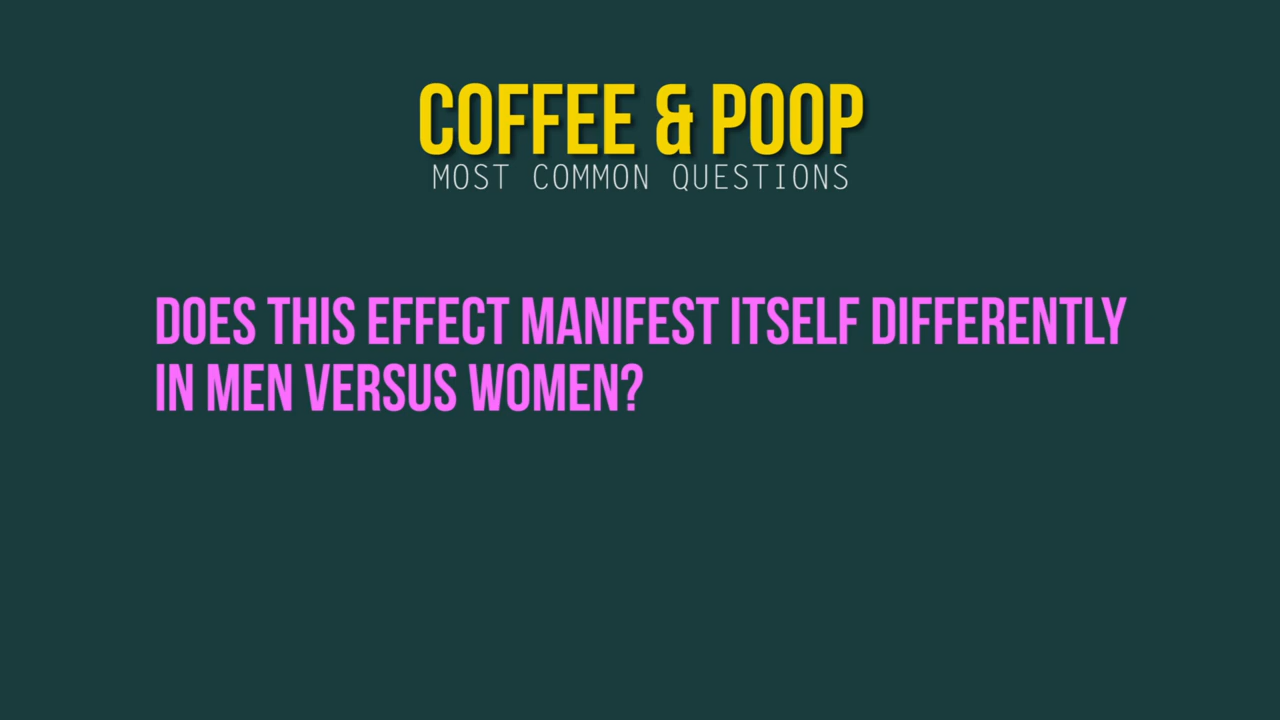 COFFEE & POOP
MOST COMMON QUESTIONS
DOES THIS EFFECT MANIFEST ITSELF DIFFERENTLY
IN MEN VERSUS WOMEN?